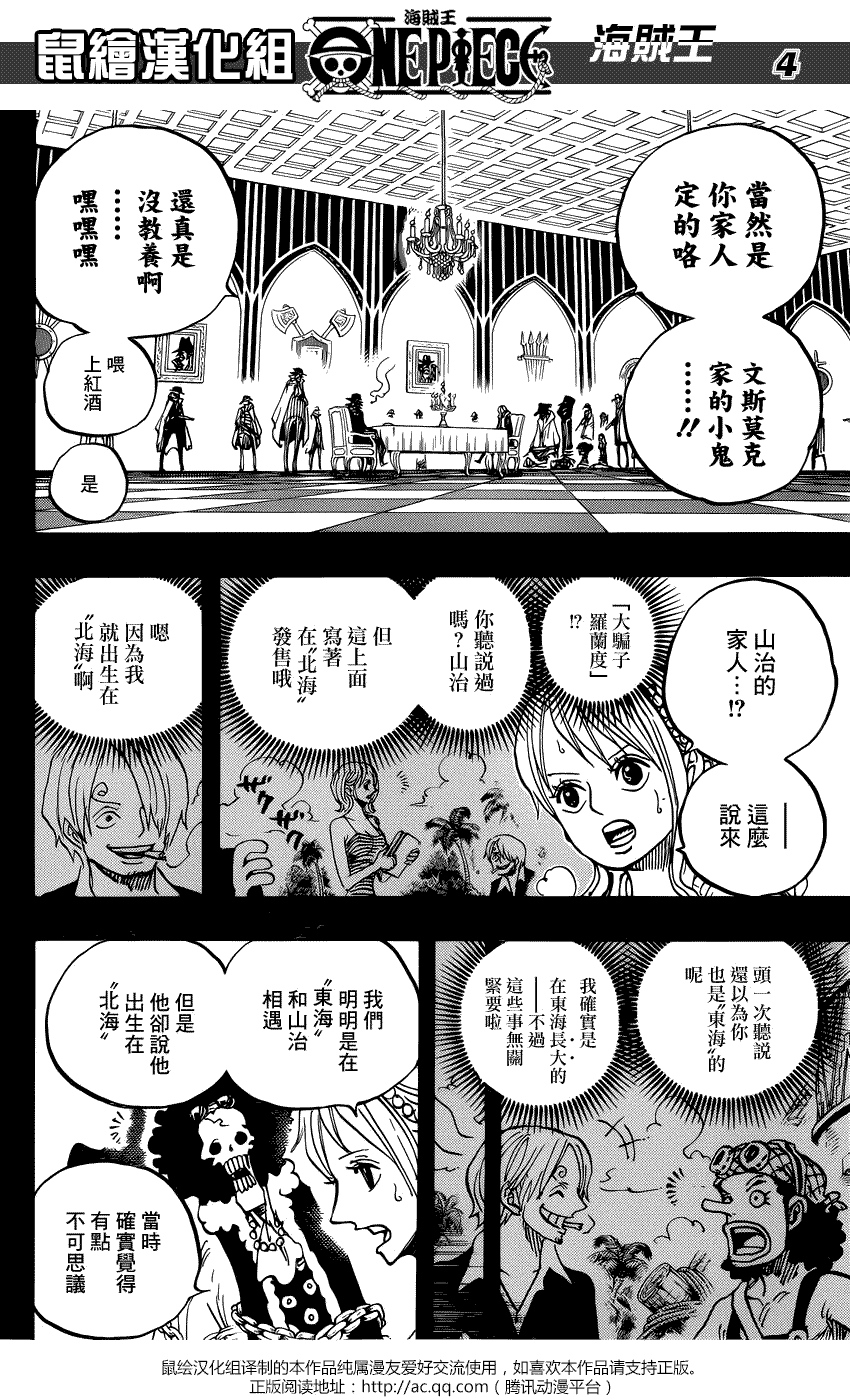 鼠繪漢化組
海賊王
ONE PIECE
海賊王
4
當然是
你家人
定的咯
文斯莫克
家的小鬼
……!!
還真是
沒教養啊
……
嘿嘿嘿
喂
上紅酒
是
山治的
家人…!?
——
這麼
說來
「大騙子
羅蘭度」
!?
你聽說過
嗎?山治
但
這上面
寫著
在〝北海〞
發售哦
嗯
因為我
就出生在
〝北海〞啊
頭一次聽說
還以為你
也是〝東海〞的
呢
我確實是
在東海長大的
——不過
這些事無關
緊要啦
我們
明明是在
〝東海〞
和山治
相遇
但是
他卻說他
出生在
〝北海〞
當時
確實覺得
有點
不可思議
鼠绘汉化组译制的本作品纯属漫友爱好交流使用，如喜欢本作品请支持正版。
正版阅读地址：http://ac.qq.com（腾讯动漫平台）